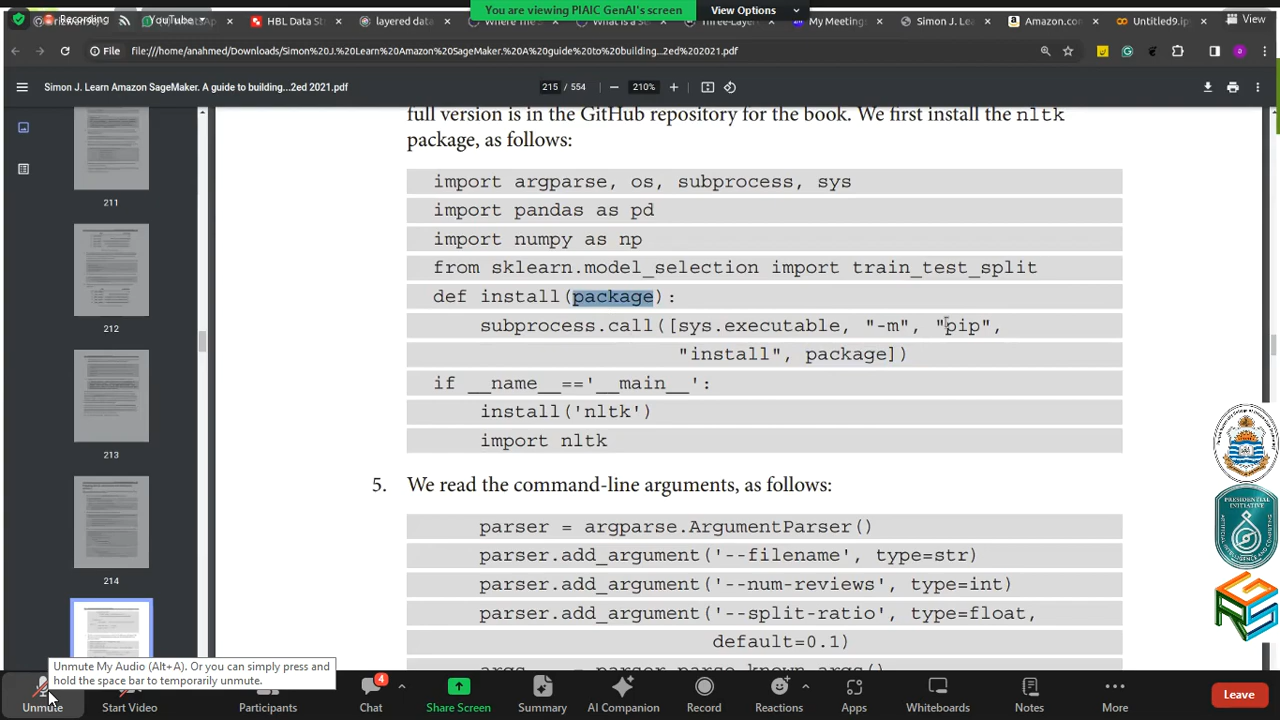 You are viewing PIAIC GenAI's screen
View Options
Recording
YouTube
HBL Data St
layered data
Where me
What is a S
Three-Layer
My Meeting
Simon J. Le
Amazon.co
Untitled9.ip
View
File
file:///home/anahmed/Downloads/Simon%20J.%20Learn%20Amazon%20SageMaker.%20A%20guide%20to%20building...2ed%202021.pdf
Simon J. Learn Amazon SageMaker. A guide to building...2ed 2021.pdf
215 / 554
210%
211
212
213
214
full version is in the GitHub repository for the book. We first install the nltk
package, as follows:
import argparse, os, subprocess, sys
import pandas as pd
import numpy as np
from sklearn.model_selection import train_test_split
def install(package):
subprocess.call([sys.executable, "-m", "pip",
"install", package])
if __name__=='__main__':
install('nltk')
import nltk
5. We read the command-line arguments, as follows:
parser = argparse.ArgumentParser()
parser.add_argument('--filename', type=str)
parser.add_argument('--num-reviews', type=int)
parser.add_argument('--split-ratio', type=float,
default=0.1)
args = parser.parse_known_args()
PRESIDENTIAL
INITIATIVE
Unmute My Audio (Alt+A). Or you can simply press and
hold the space bar to temporarily unmute.
Unmute
Start Video
Participants
4
Chat
Share Screen
Summary
AI Companion
Record
Reactions
Apps
Whiteboards
Notes
More
Leave